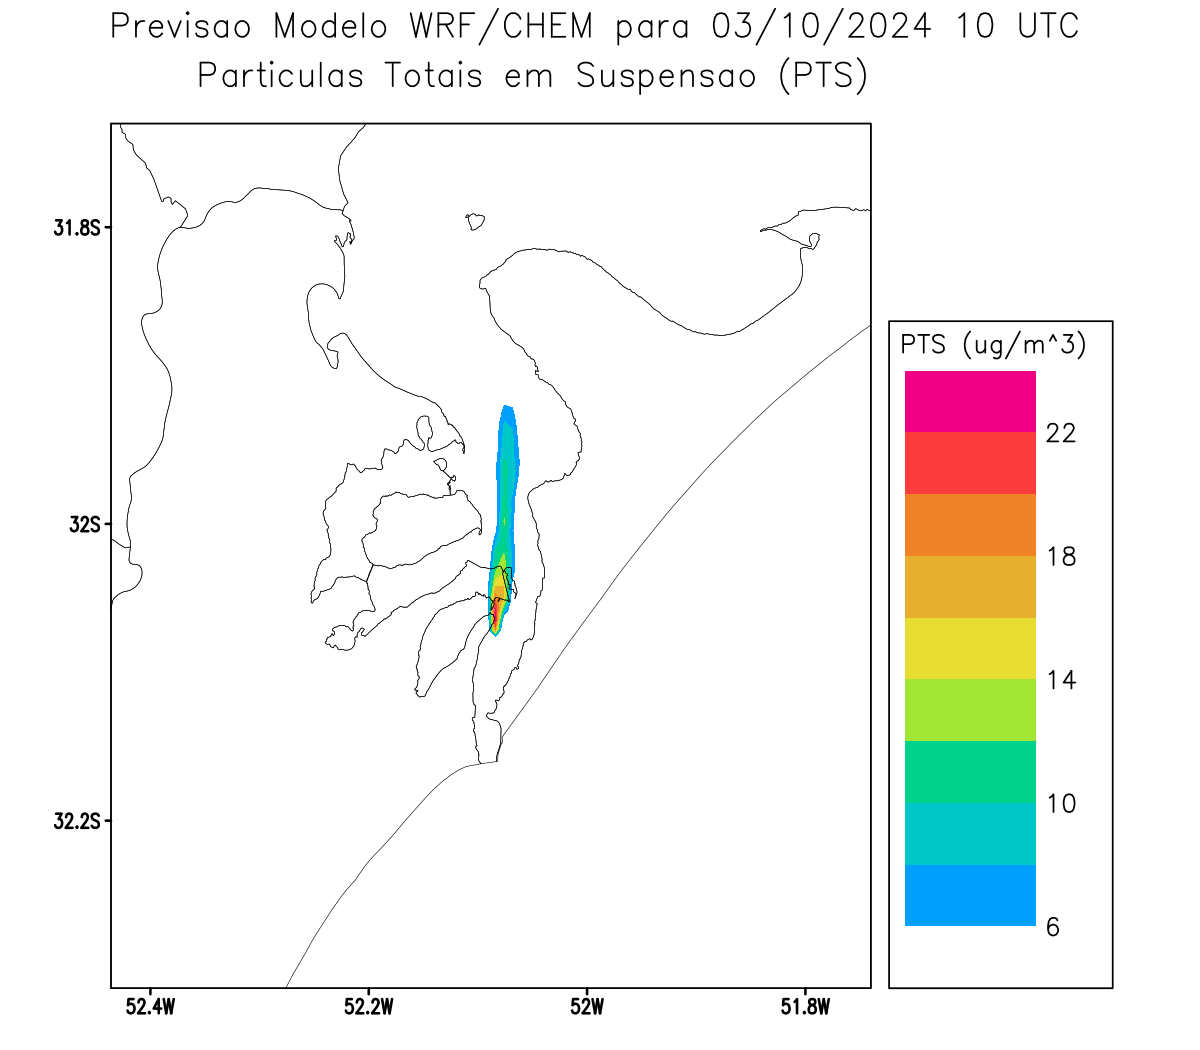 Previsao Modelo WRF/CHEM para 03/10/2024 10 UTC
Particulas Totais em Suspensao (PTS)
31.8S
32S
32.2S
52.4W
52.2W
52W
51.8W
PTS (ug/m^3)
22
18
14
10
6